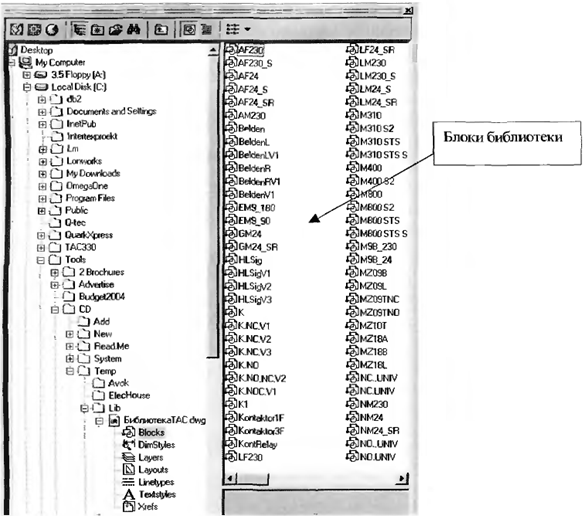 Desktop
My Computer
3.5 Floppy (A:)
Local Disk (C:)
db2
Documents and Settings
InetPub
Intertexproekt
Lm
Lonworks
My Downloads
OmegaOne
Program Files
Public
Q-tec
QuarkXpress
TAC330
Tools
2 Brochures
Advertise
Budget2004
CD
Add
New
Read.Me
System
Temp
Avok
ElecHouse
Lib
БиблиотекаTAC.dwg
Blocks
DimStyles
Layers
Layouts
Linetypes
Textstyles
Xrefs
AF230
AF230_S
AF24
AF24_S
AF24_SR
AM230
Belden
BeldenL
BeldenLV1
BeldenR
BeldenRV1
BeldenV1
EMS_180
EMS_90
GM24
GM24_SR
HLSig
HLSigV1
HLSigV2
HLSigV3
K
K.NC.V1
K.NC.V2
K.NC.V3
K.NO
K.NO,NC,V2
K.NOC.V1
K1
Kontaktor1F
Kontaktor3F
KontRelay
LF230
LF24_SR
LM230
LM230_S
LM24_S
LM24_SR
M310
M310 S2
M310 STS
M310 STS S
M400
M400 S2
M800
M800 S2
M800 STS
M800 STS S
M9B_230
M9B_24
MZ09B
MZ09L
MZ09TNC
MZ09TNO
MZ10T
MZ18A
MZ18B
MZ18L
NC..UNIV
NC.UNIV
NM230
NM24
NM24_SR
NO..UNIV
NO.UNIV
Блоки библиотеки